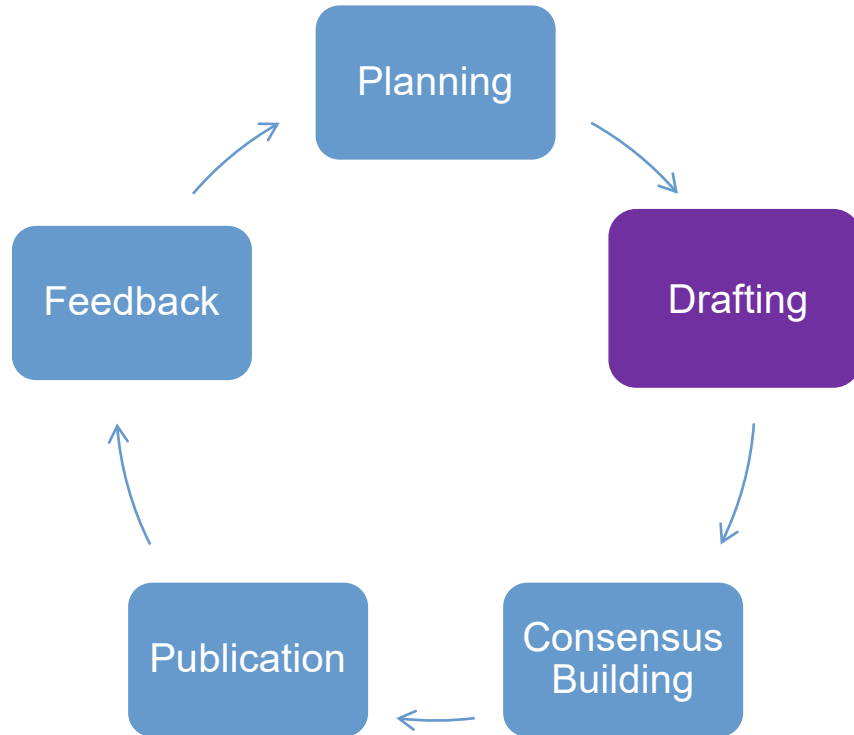 Planning
Drafting
Feedback
Consensus
Building
Publication